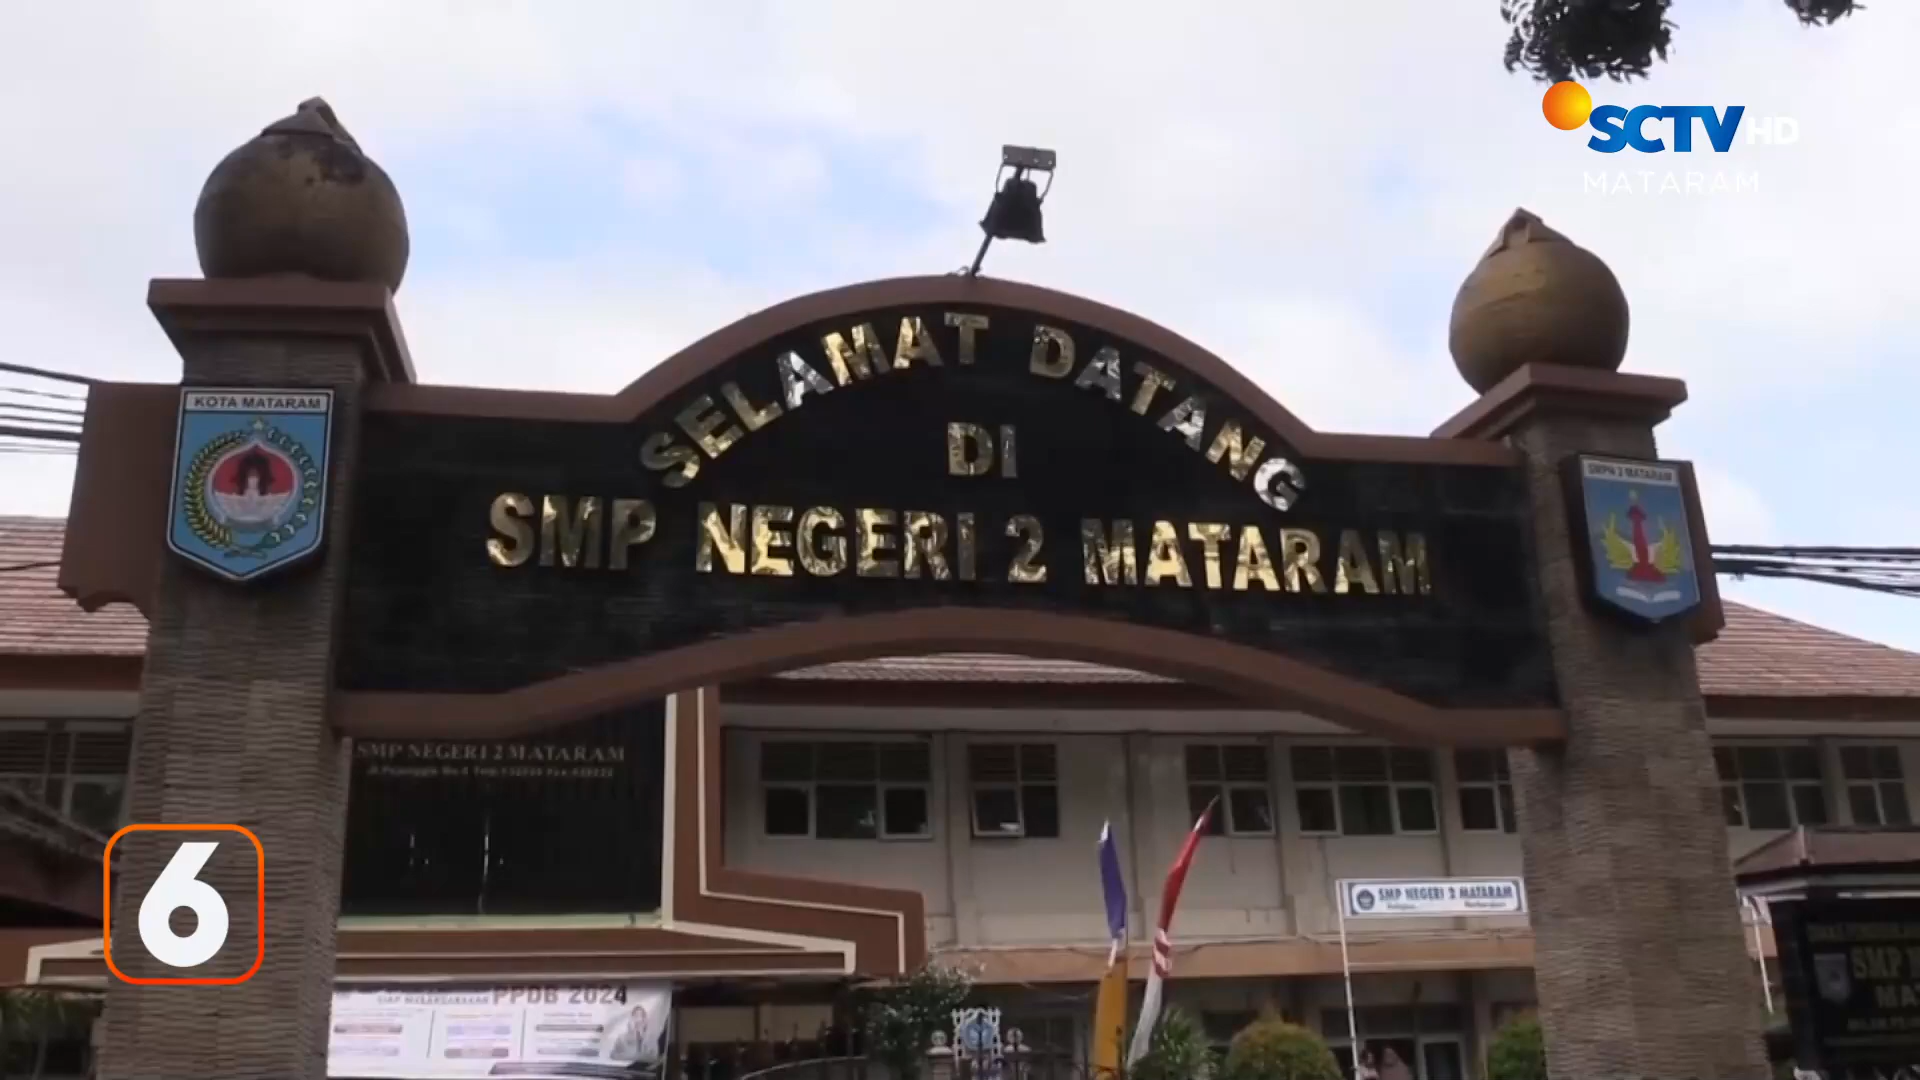 SCTV HD
MATARAM
SELAMAT DATANG
DI
SMP NEGERI 2 MATARAM
KOTA MATARAM
SMPN 2 MATARAM
SMP NEGERI 2 MATARAM
SMP NEGERI 2 MATARAM
6
PPDB 2024
SMP